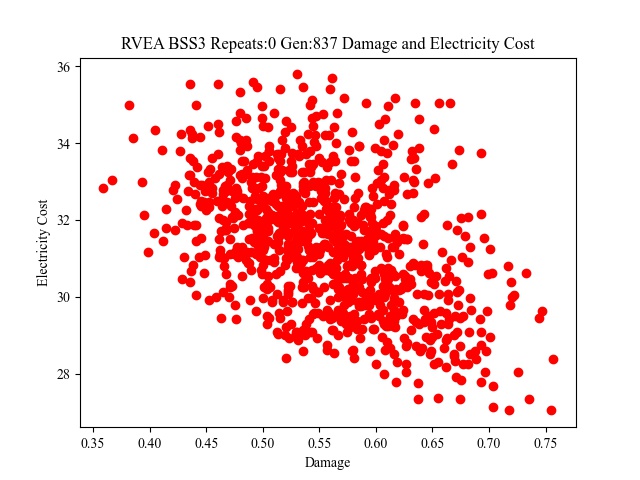 RVEA BSS3 Repeats:0 Gen:837 Damage and Electricity Cost
36
34
32
30
28
Electricity Cost
0.35 0.40 0.45 0.50 0.55 0.60 0.65 0.70 0.75
Damage